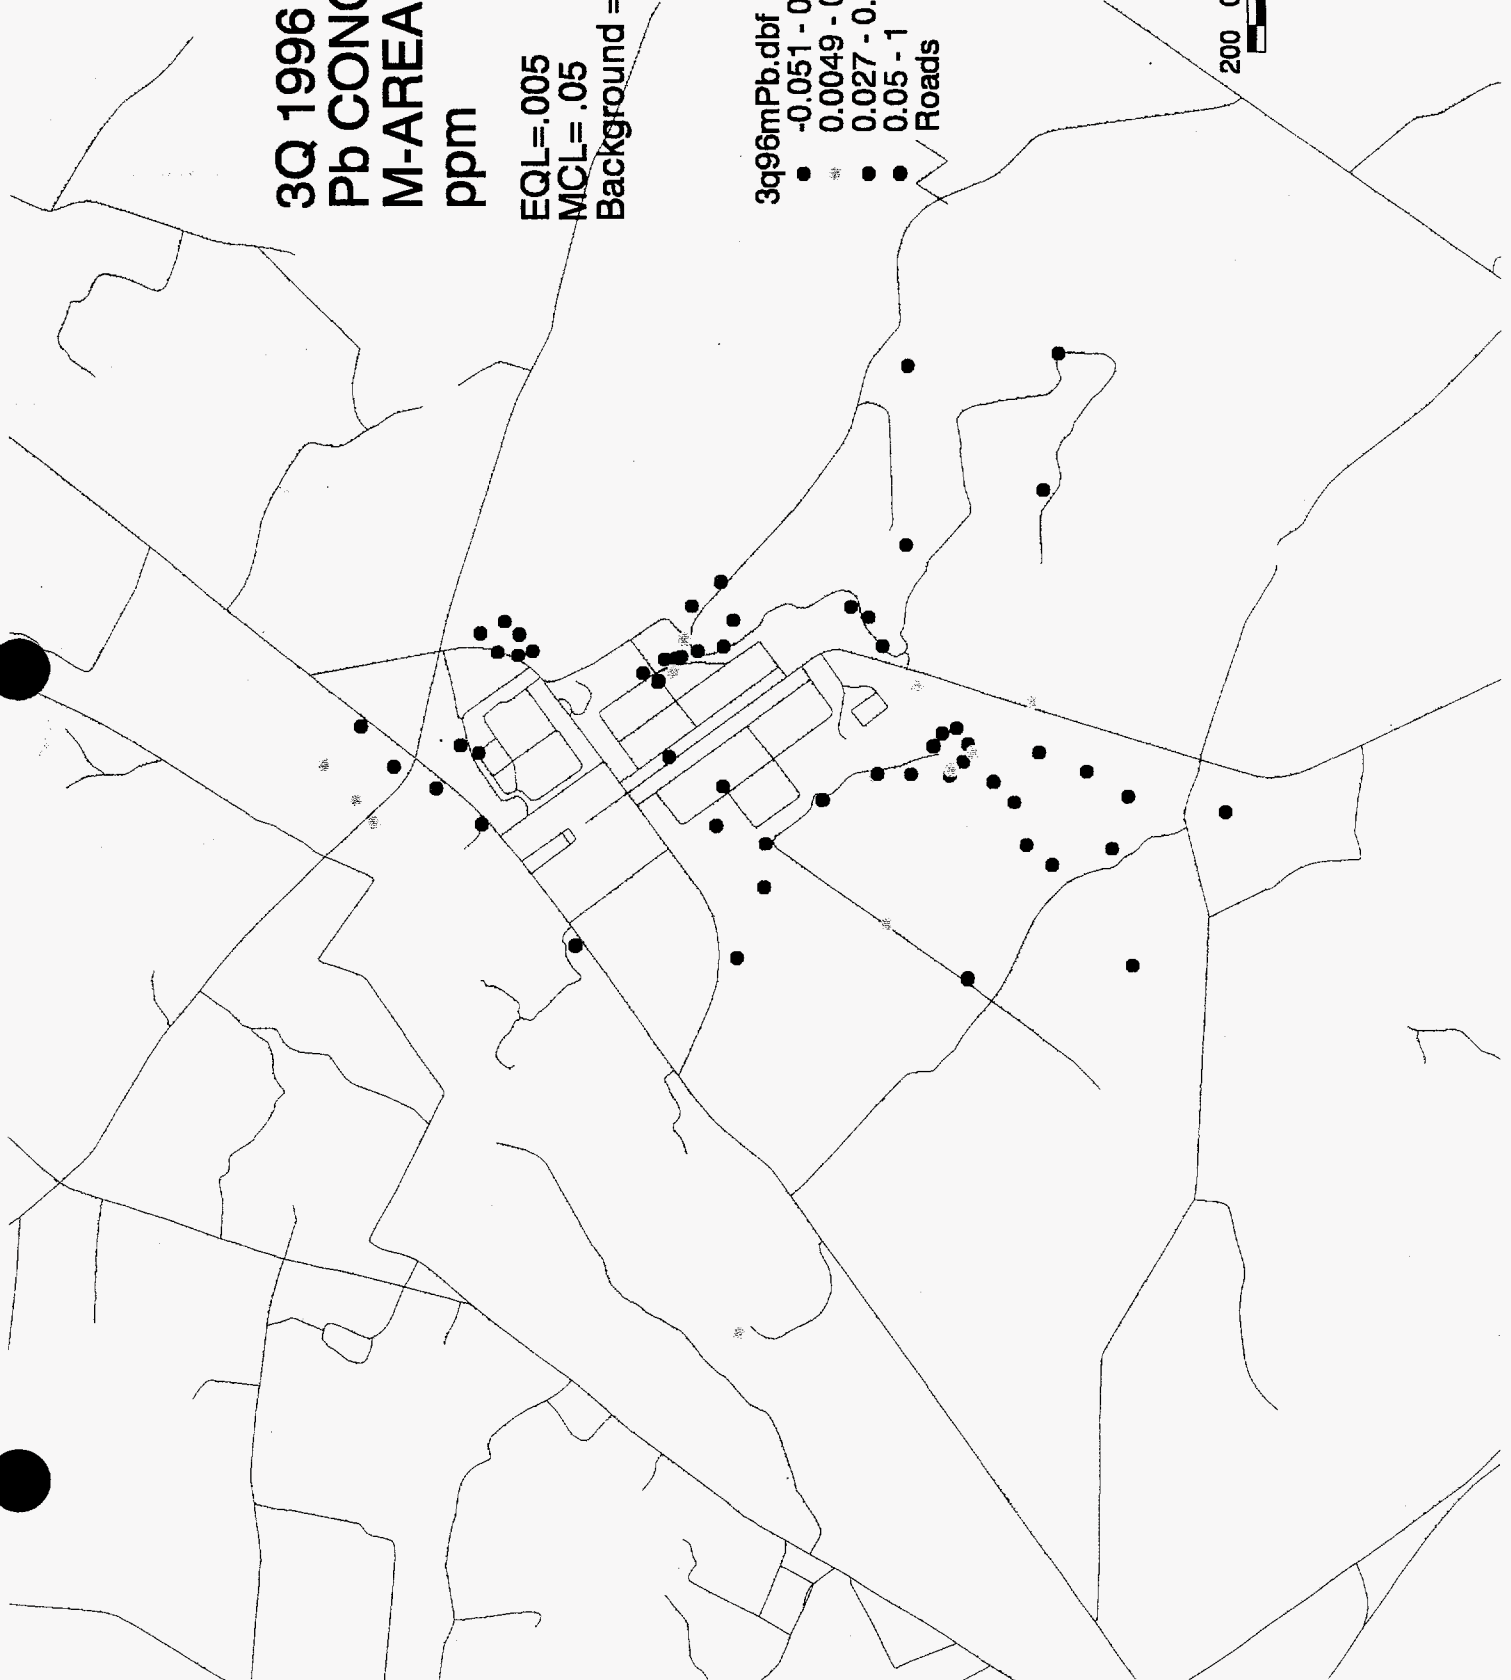 3Q 1996
Pb CONC
M-AREA
ppm
EQL=.005
MCL= .05
Background =
3q96mPb.dbf
-0.051 - 0
0.0049 - 0
0.027 - 0.
0.05 - 1
Roads
200 0